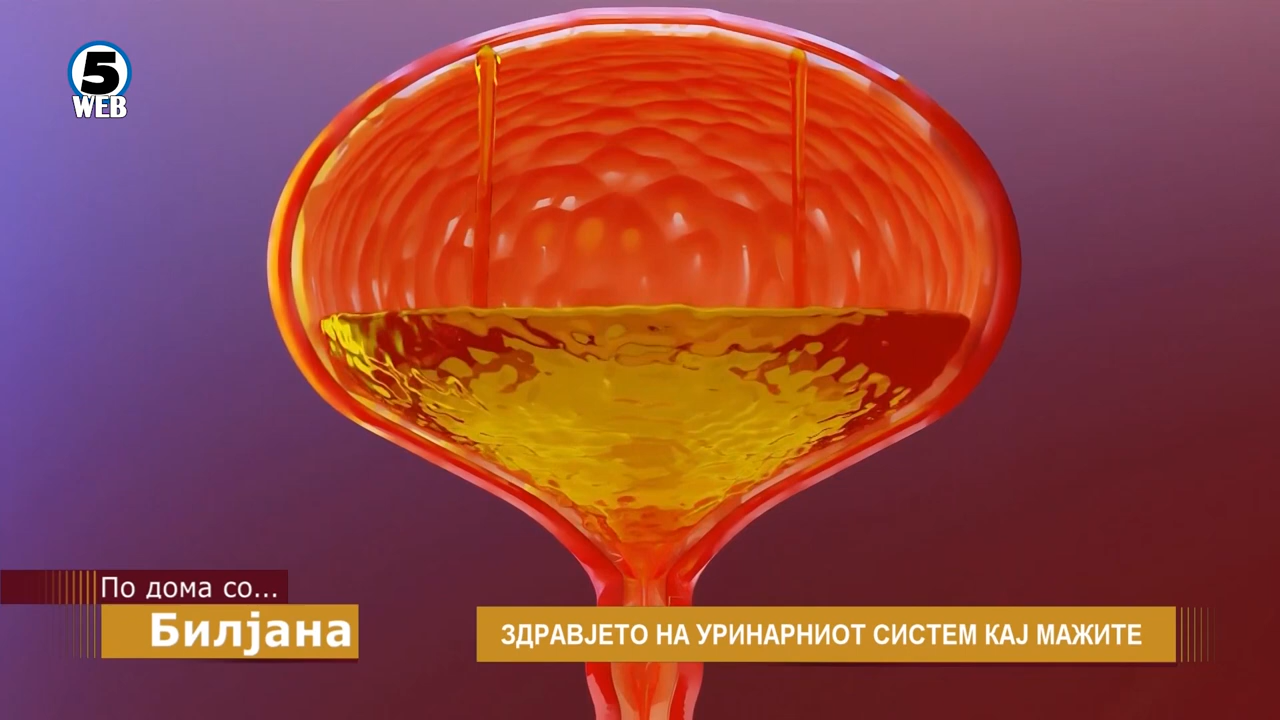 5
WEB
По дома со...
Билјана
ЗДРАВЈЕТО НА УРИНАРНИОТ СИСТЕМ КАЈ МАЖИТЕ